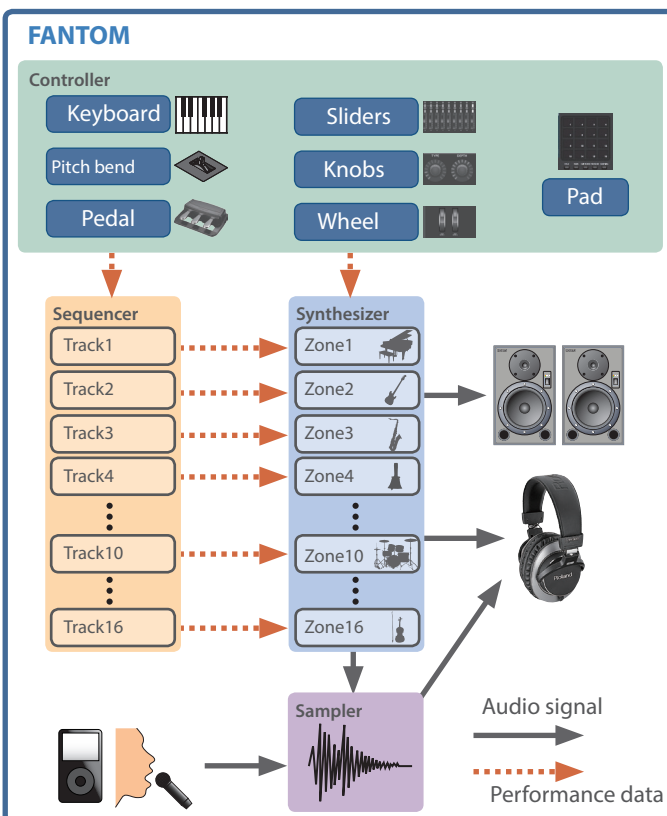 FANTOM
Controller
Keyboard
Sliders
Pitch bend
Knobs
Pad
Pedal
Wheel
Sequencer
Synthesizer
Track1
Zone1
Track2
Zone2
Track3
Zone3
Track4
Zone4
Track10
Zone10
Roland
Track16
Zone16
Sampler
Audio signal
Performance data